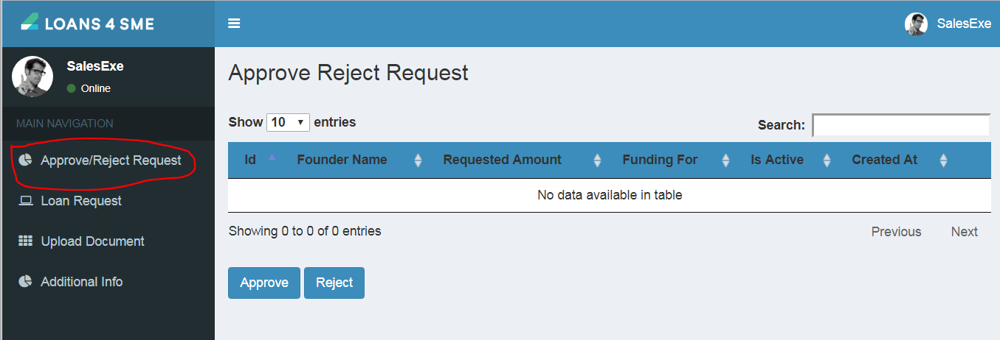 LOANS 4 SME
SalesExe
SalesExe
Online
MAIN NAVIGATION
Approve/Reject Request
Loan Request
Upload Document
Additional Info
Approve Reject Request
Show 10 entries
Search:
Id Founder Name Requested Amount Funding For Is Active Created At
No data available in table
Showing 0 to 0 of 0 entries
Previous Next
Approve Reject